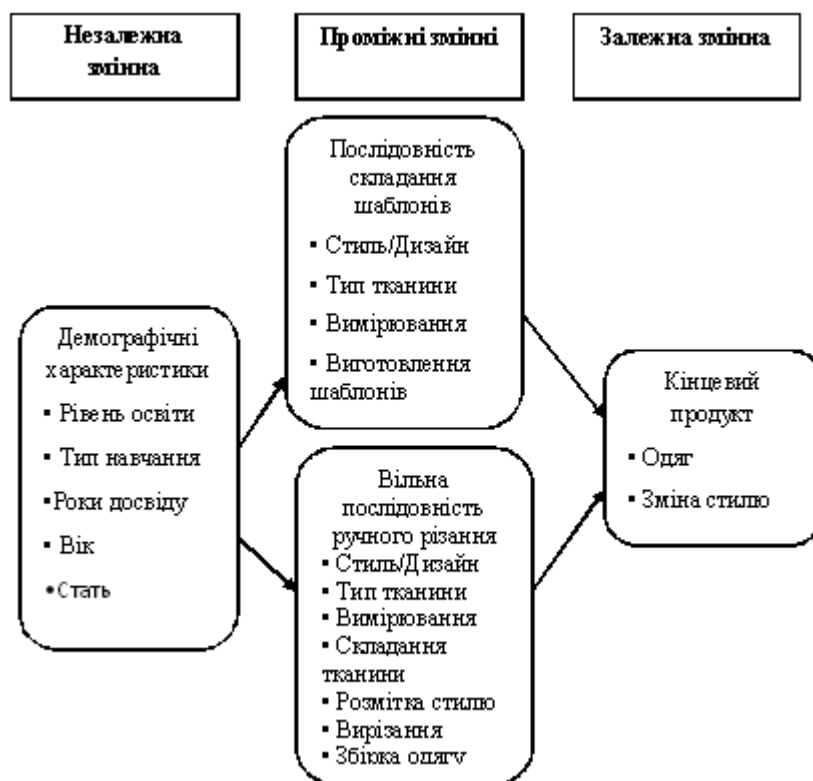 Незалежна
змінна
Проміжні змінні
Залежна змінна
Послідовність
складання
шаблонів
▪ Стиль/Дизайн
▪ Тип тканини
▪ Вимірювання
▪ Виготовлення
шаблонів
Демографічні
характеристики
▪ Рівень освіти
▪ Тип навчання
▪Роки досвіду
▪ Вік
•Стать
Вільна
послідовність
ручного різання
▪ Стиль/Дизайн
▪ Тип тканини
▪ Вимірювання
▪ Складання
тканини
▪ Розмітка стилю
▪ Вирізання
▪ Збірка одягу
Кінцевий
продукт
▪ Одяг
▪ Зміна стилю